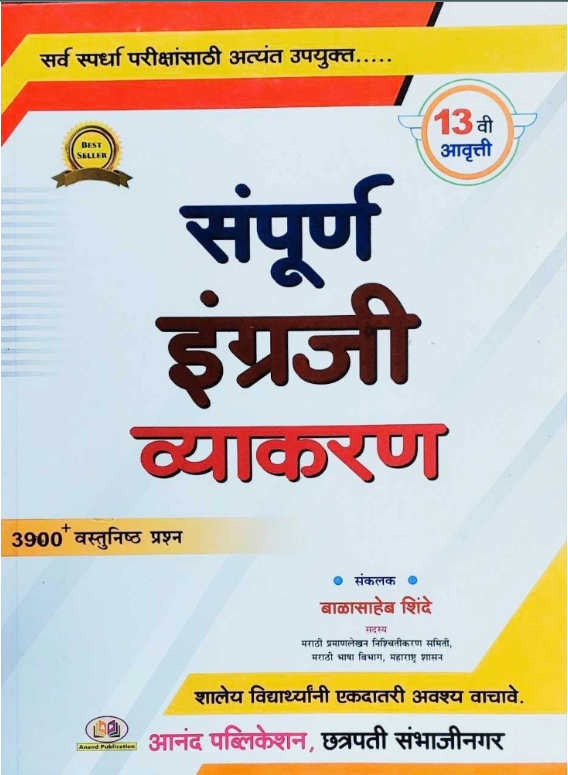 सर्व स्पर्धा परीक्षांसाठी अत्यंत उपयुक्त.....
13 वी
आवृत्ती
BEST
SELLER
संपूर्ण
इंग्रजी
व्याकरण
3900+ वस्तुनिष्ठ प्रश्न
संकलक
बाळासाहेब शिंदे
सदस्य
मराठी प्रमाणलेखन निश्चितीकरण समिती,
मराठी भाषा विभाग, महाराष्ट्र शासन
शालेय विद्यार्थ्यांनी एकदातरी अवश्य वाचावे.
Anand Publication
आनंद पब्लिकेशन, छत्रपती संभाजीनगर